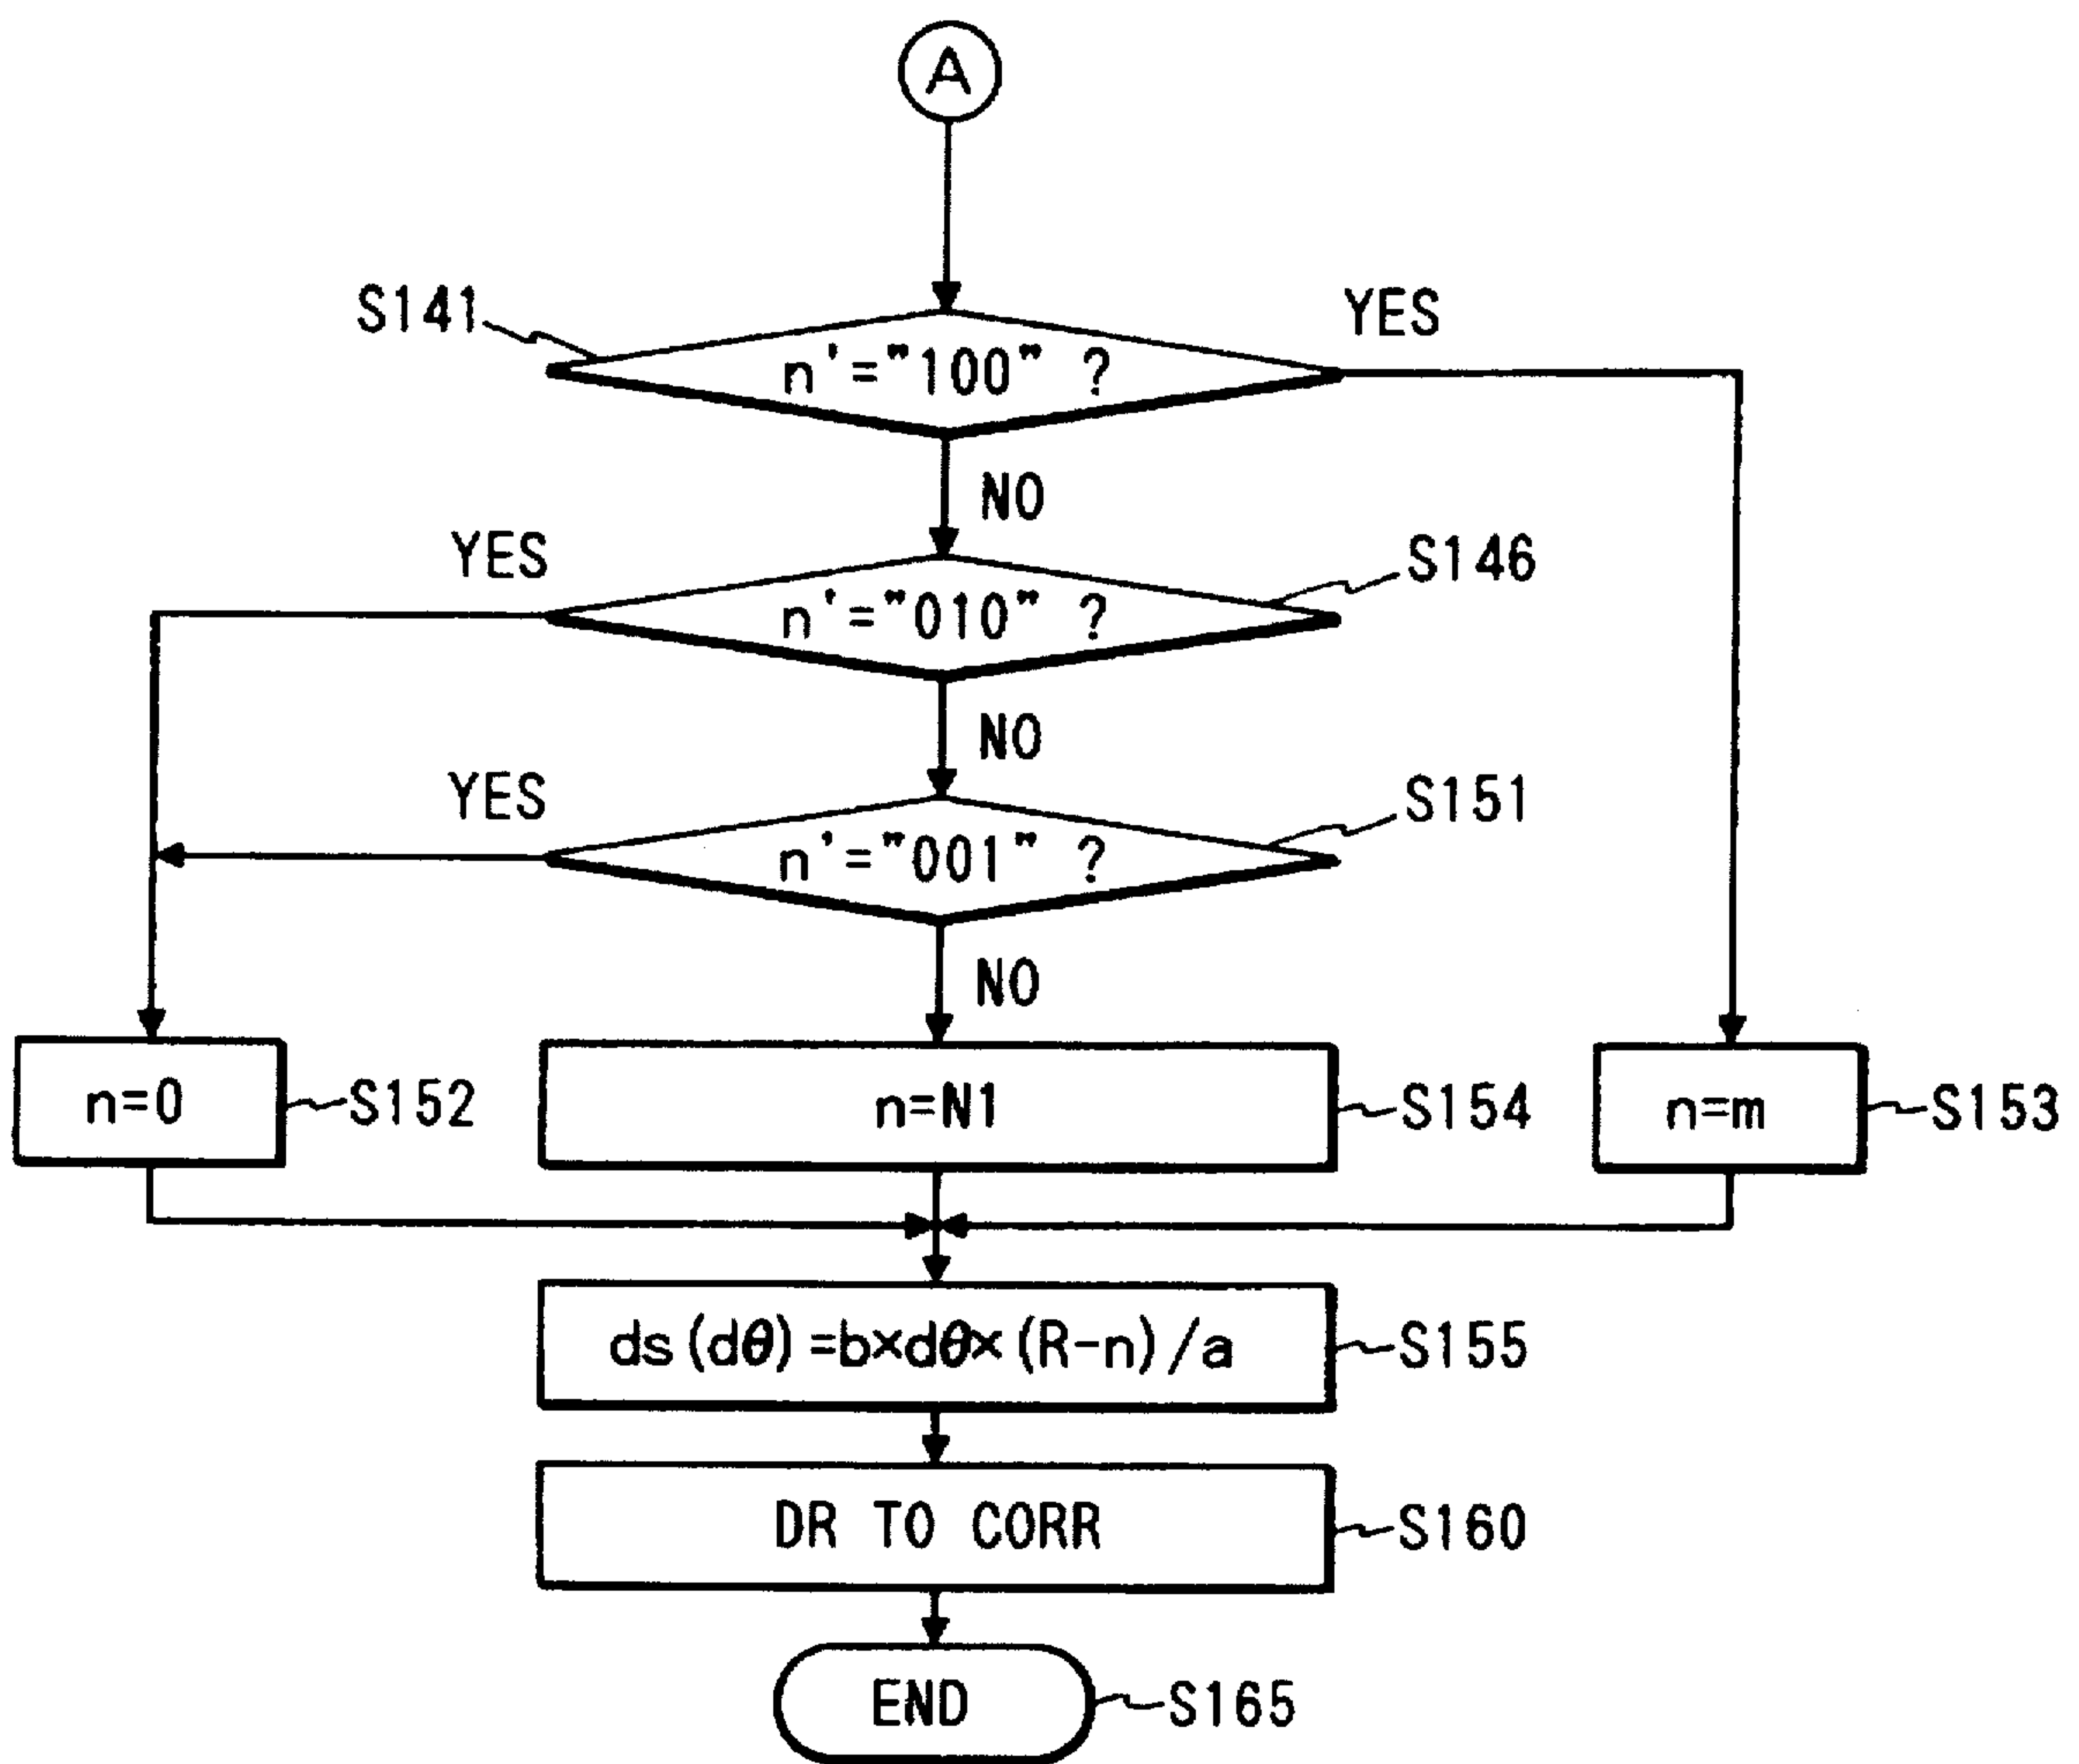 A
S141
YES
n'="100" ?
NO
YES
S146
n'="010" ?
NO
YES
S151
n'="001" ?
NO
n=0
S152
n=N1
S154
n=m
S153
ds(dθ)=b×dθ×(R-n)/a
S155
DR TO CORR
S160
END
S165